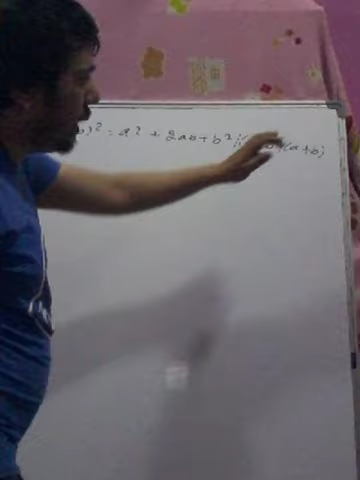 b)² = a² + 2ab + b² ; ( b)(a+b)